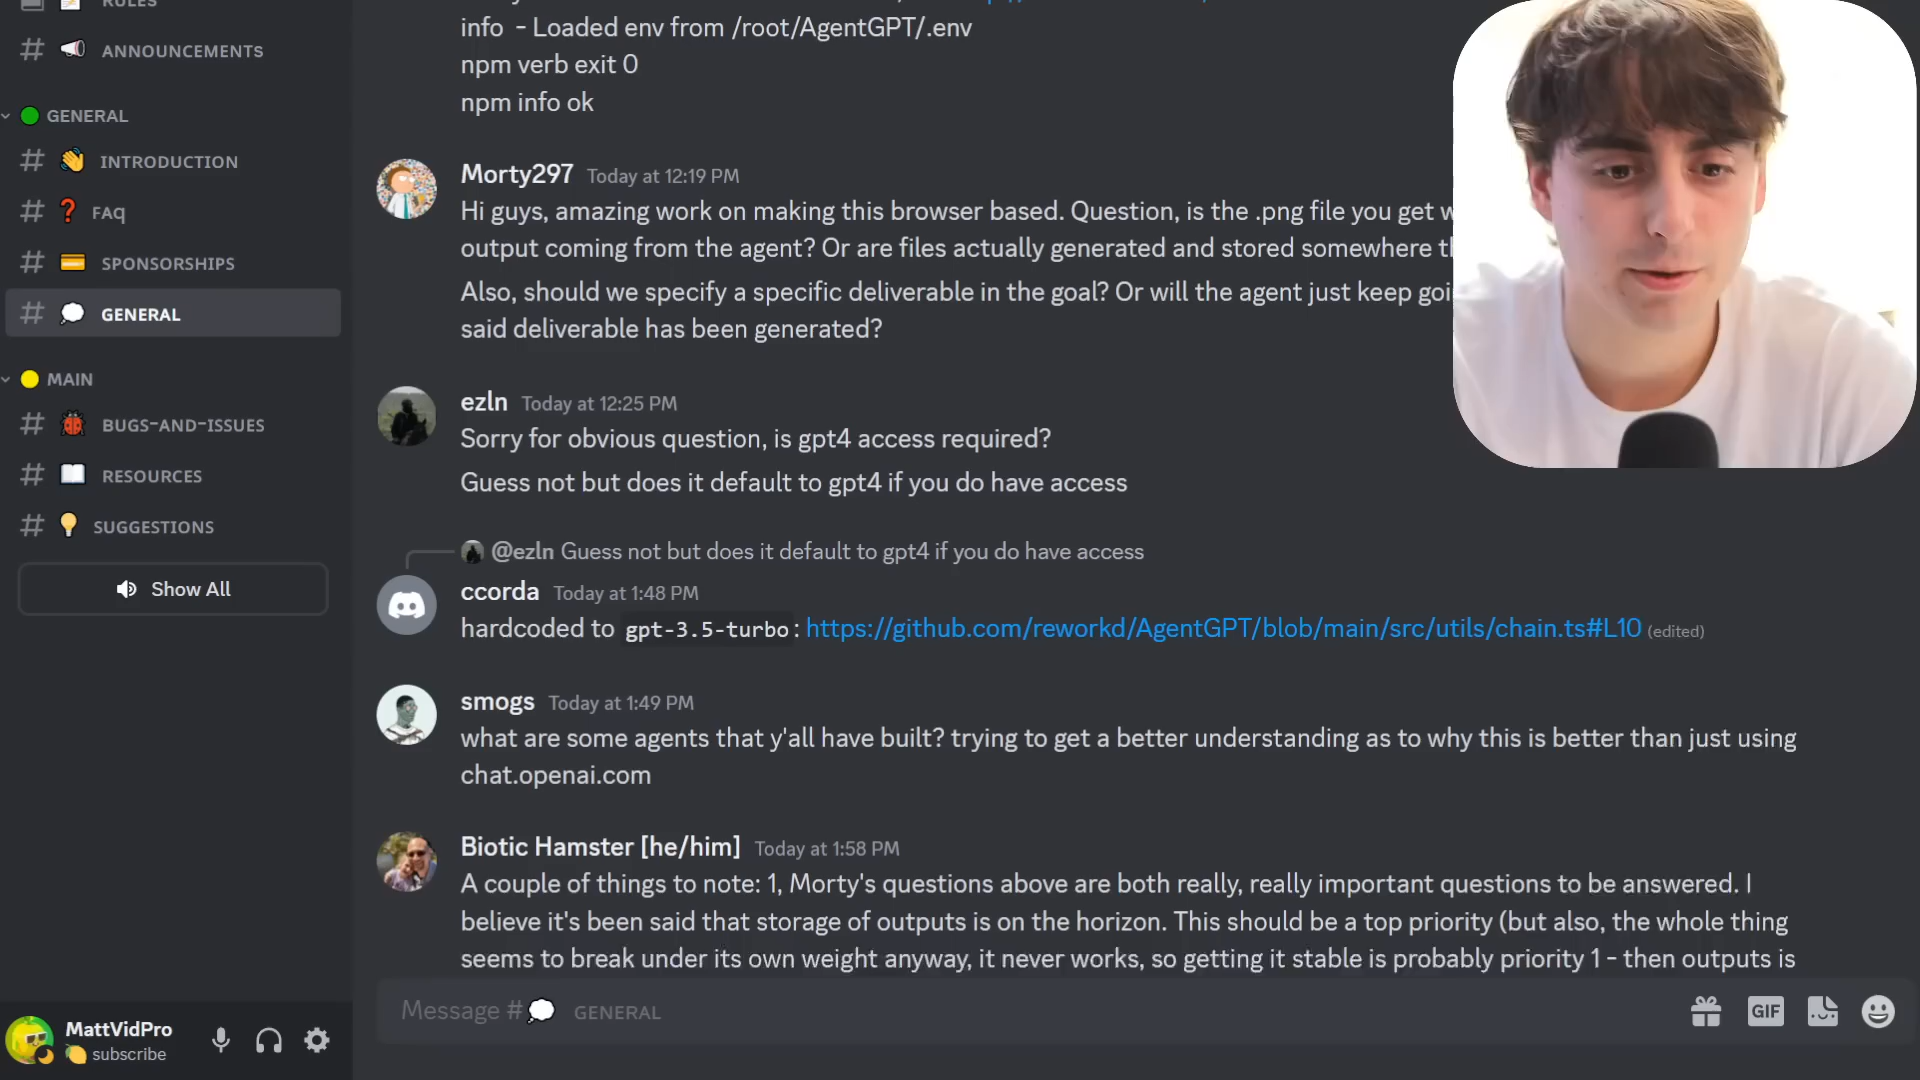 RULES
ANNOUNCEMENTS
GENERAL
INTRODUCTION
FAq
SPONSORSHIPS
GENERAL
MAIN
BUGS-AND-ISSUES
RESOURCES
SUGGESTIONS
Show All
MattVidPro
subscribe
info - Loaded env from /root/AgentGPT/.env
npm verb exit 0
npm info ok
Morty297 Today at 12:19 PM
Hi guys, amazing work on making this browser based. Question, is the .png file you get
output coming from the agent? Or are files actually generated and stored somewhere
Also, should we specify a specific deliverable in the goal? Or will the agent just keep
said deliverable has been generated?
ezln Today at 12:25 PM
Sorry for obvious question, is gpt4 access required?
Guess not but does it default to gpt4 if you do have access
@ezln Guess not but does it default to gpt4 if you do have access
ccorda Today at 1:48 PM
hardcoded to gpt-3.5-turbo: https://github.com/reworkd/AgentGPT/blob/main/src/utils/chain.ts#L10 (edited)
smogs Today at 1:49 PM
what are some agents that y'all have built? trying to get a better understanding as to why this is better than just using
chat.openai.com
Biotic Hamster [he/him] Today at 1:58 PM
A couple of things to note: 1, Morty's questions above are both really, really important questions to be answered. I
believe it's been said that storage of outputs is on the horizon. This should be a top priority (but also, the whole thing
seems to break under its own weight anyway, it never works, so getting it stable is probably priority 1 - then outputs is
Message # GENERAL
GIF